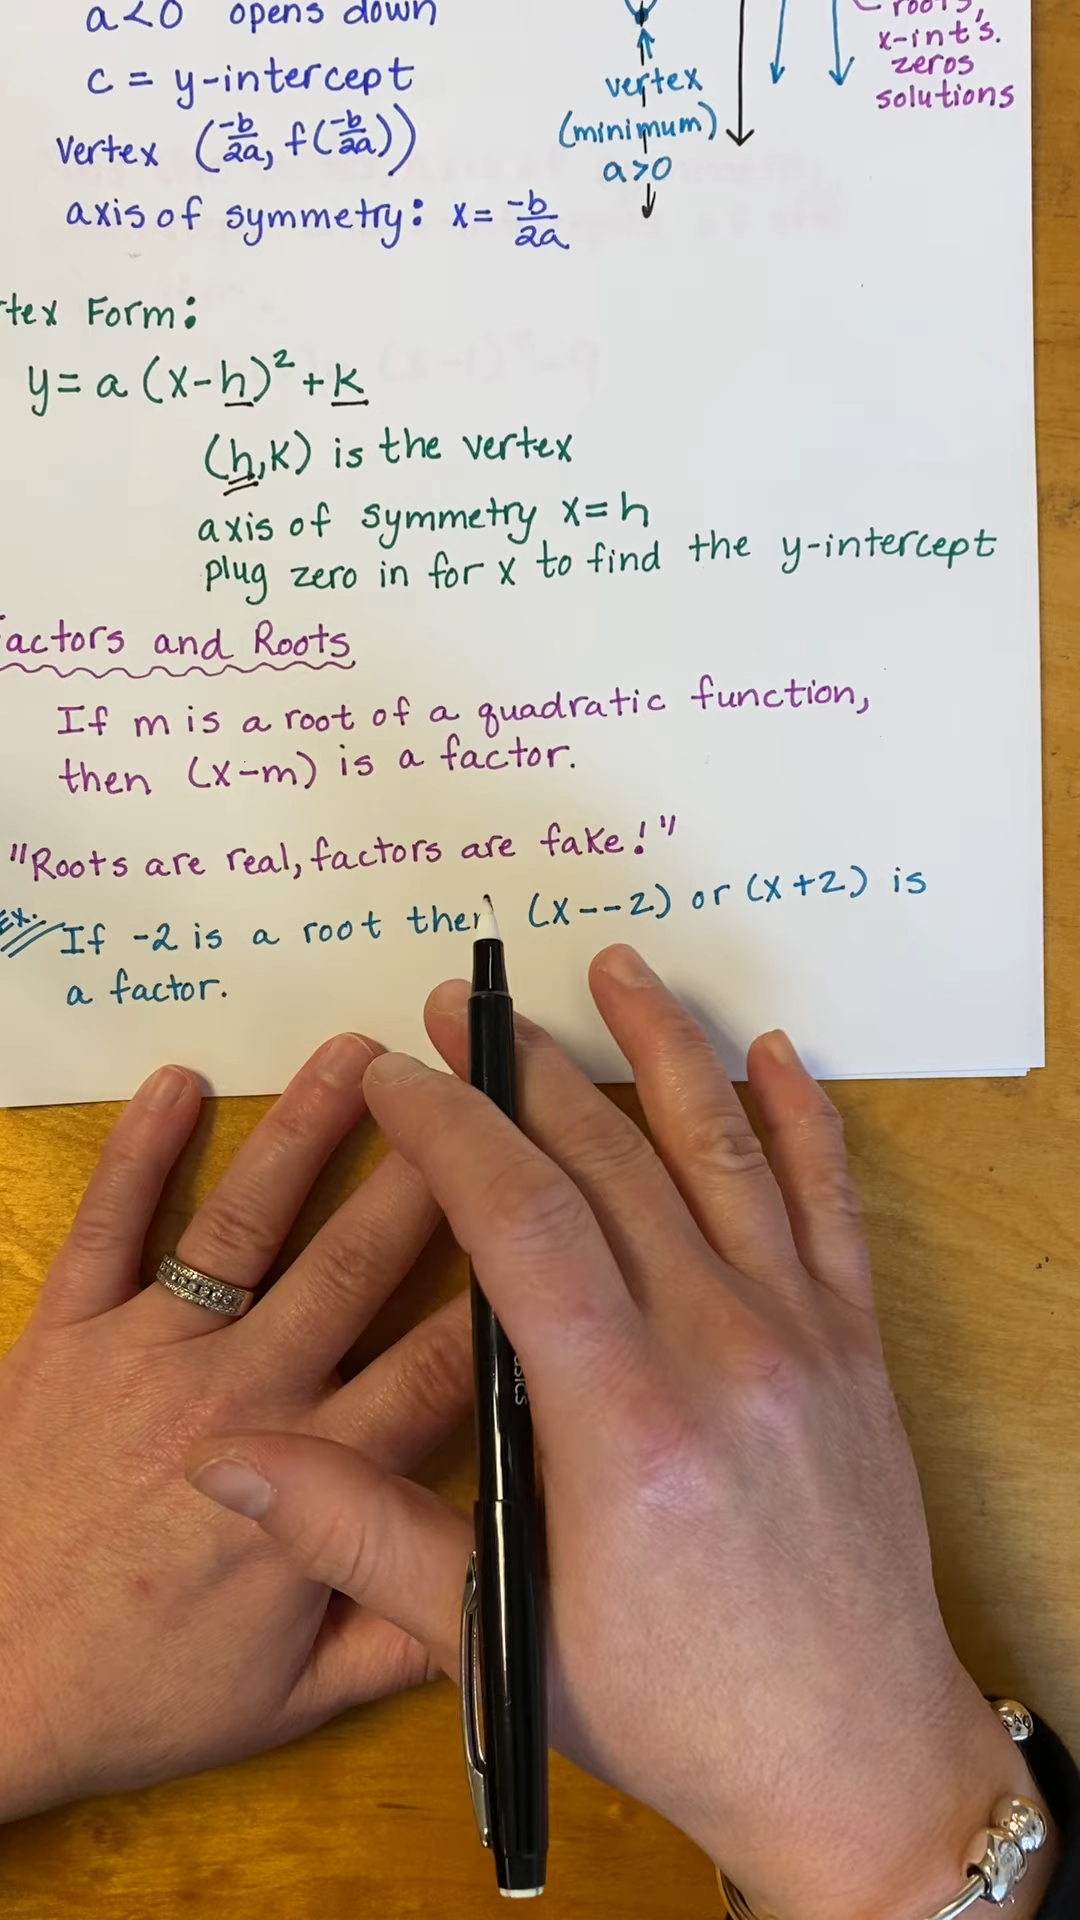 a<0 opens down
c = y-intercept
Vertex (-b/2a, f(-b/2a))
axis of symmetry: x = -b/2a
roots,
x-int's.
zeros
solutions
vertex
(minimum)
a>0
tex Form:
y = a (x-h)² + k
(h,k) is the vertex
axis of symmetry x=h
plug zero in for x to find the y-intercept
actors and Roots
If m is a root of a quadratic function,
then (x-m) is a factor.
"Roots are real, factors are fake!"
Ex. If -2 is a root then (x--2) or (x+2) is
a factor.